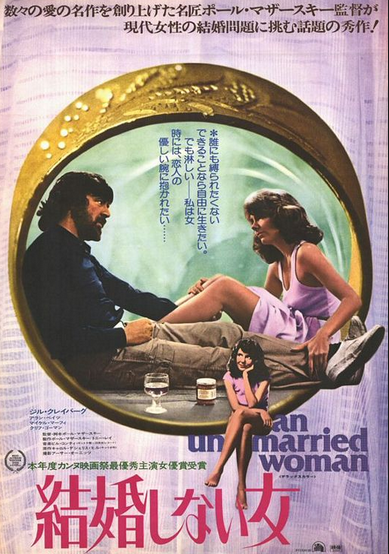 数々の愛の名作を創り上げた名匠ポール・マザースキー監督が
現代女性の結婚問題に挑む話題の秀作!
＊誰にも縛られたくない
できることなら自由に生きたい。
でも淋しい——私は女
時には、恋人の
優しい腕に抱かれたい……
ジル・クレイバーグ
アラン・ベイツ
マイケル・マーフィ
クリフ・ゴーマン
an
unmarried
woman
本年度カンヌ映画祭最優秀主演女優賞受賞
結婚しない女